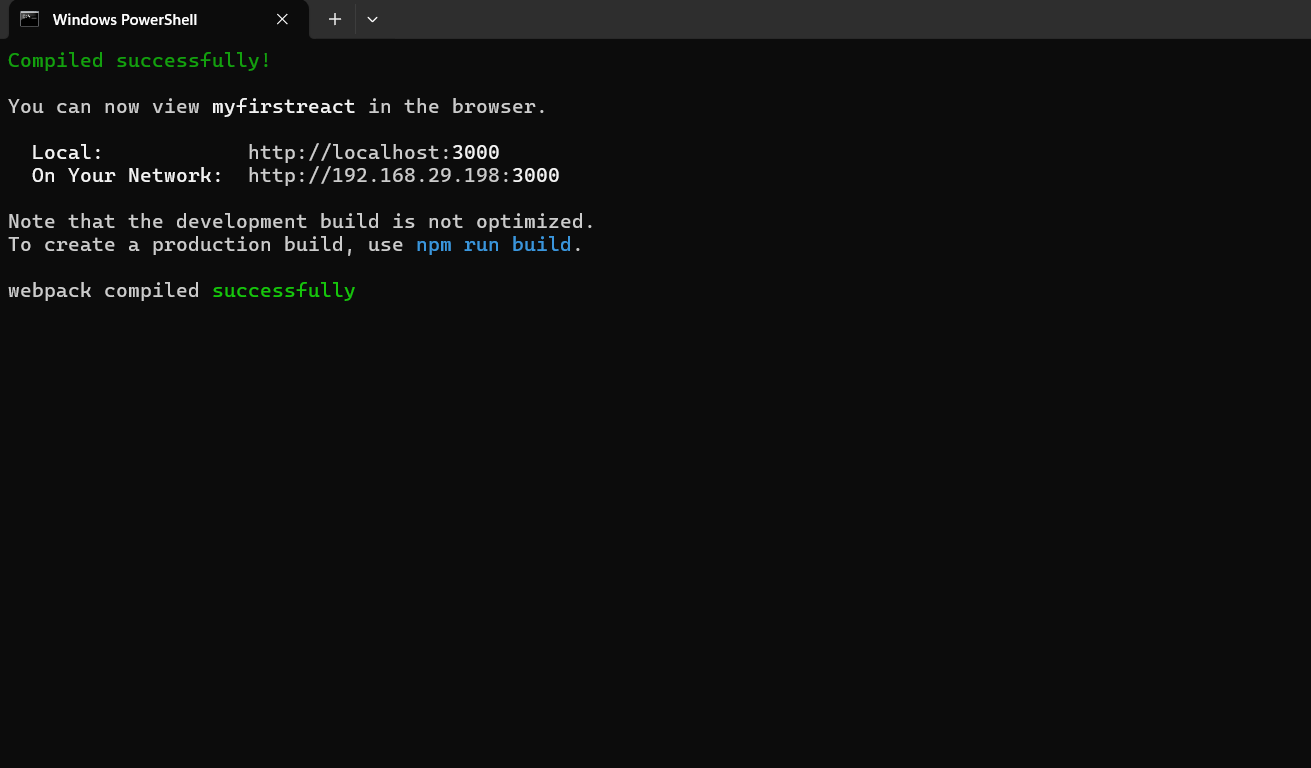 Windows PowerShell
Compiled successfully!
You can now view myfirstreact in the browser.
Local: http://localhost:3000
On Your Network: http://192.168.29.198:3000
Note that the development build is not optimized.
To create a production build, use npm run build.
webpack compiled successfully